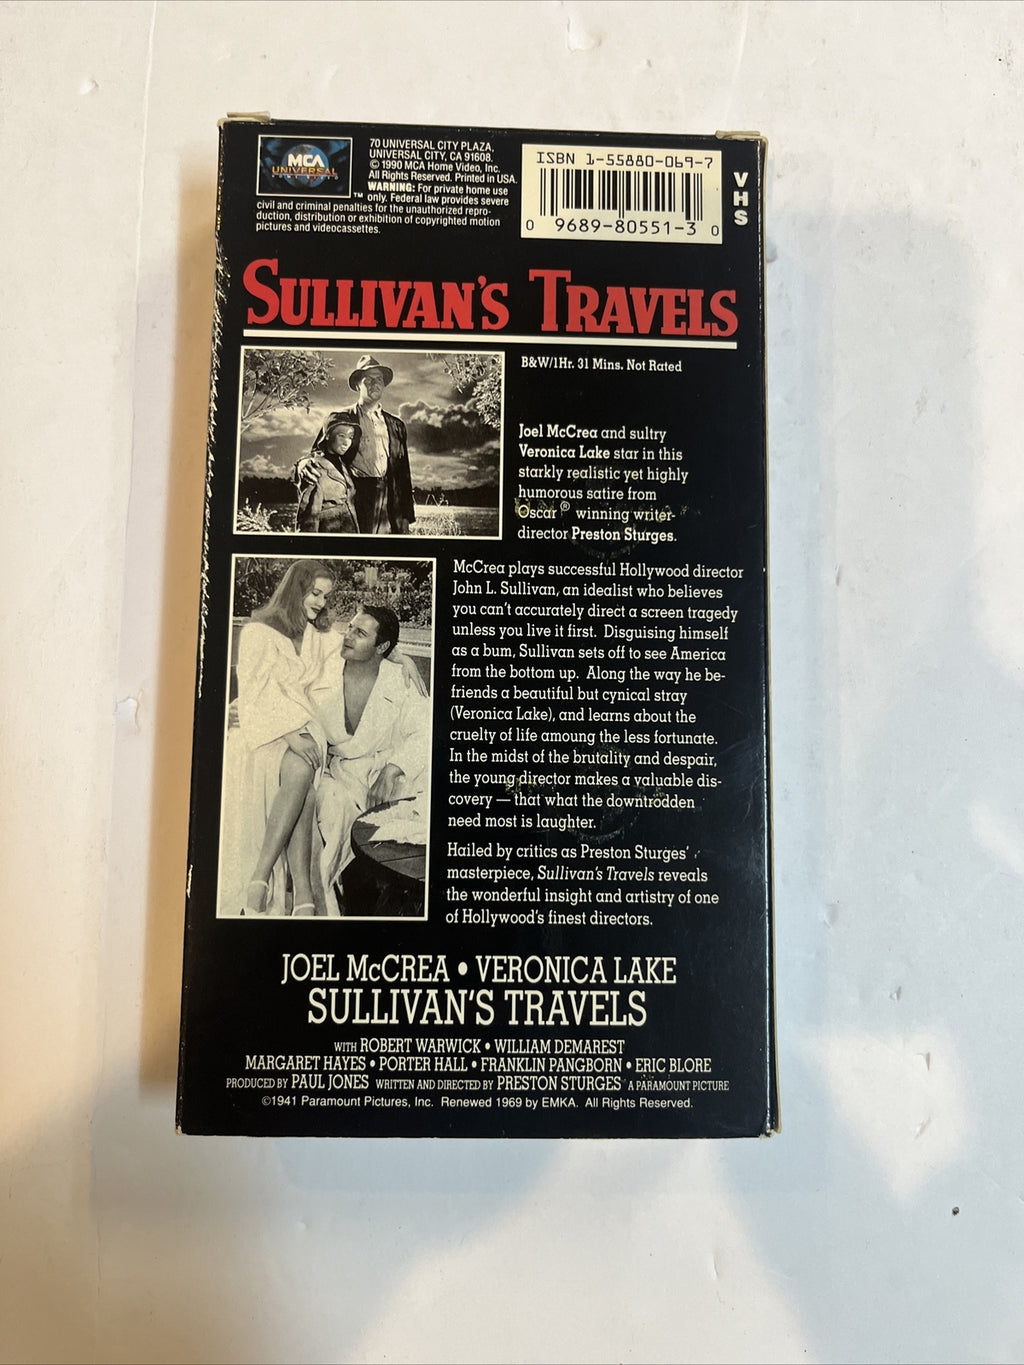 MCA
UNIVERSAL
HOME VIDEO
™
70 UNIVERSAL CITY PLAZA,
UNIVERSAL CITY, CA 91608.
© 1990 MCA Home Video, Inc.
All Rights Reserved. Printed in USA.
WARNING: For private home use
only. Federal law provides severe
civil and criminal penalties for the unauthorized repro-
duction, distribution or exhibition of copyrighted motion
pictures and videocassettes.
ISBN 1-55880-069-7
0 9689-80551-3 0
VHS
SULLIVAN'S TRAVELS
B&W/1Hr. 31 Mins. Not Rated
Joel McCrea and sultry
Veronica Lake star in this
starkly realistic yet highly
humorous satire from
Oscar® winning writer-
director Preston Sturges.
McCrea plays successful Hollywood director
John L. Sullivan, an idealist who believes
you can't accurately direct a screen tragedy
unless you live it first. Disguising himself
as a bum, Sullivan sets off to see America
from the bottom up. Along the way he be-
friends a beautiful but cynical stray
(Veronica Lake), and learns about the
cruelty of life amoung the less fortunate.
In the midst of the brutality and despair,
the young director makes a valuable dis-
covery — that what the downtrodden
need most is laughter.
Hailed by critics as Preston Sturges'
masterpiece, Sullivan's Travels reveals
the wonderful insight and artistry of one
of Hollywood's finest directors.
JOEL McCREA • VERONICA LAKE
SULLIVAN'S TRAVELS
WITH ROBERT WARWICK • WILLIAM DEMAREST
MARGARET HAYES • PORTER HALL • FRANKLIN PANGBORN • ERIC BLORE
PRODUCED BY PAUL JONES WRITTEN AND DIRECTED BY PRESTON STURGES A PARAMOUNT PICTURE
©1941 Paramount Pictures, Inc. Renewed 1969 by EMKA. All Rights Reserved.